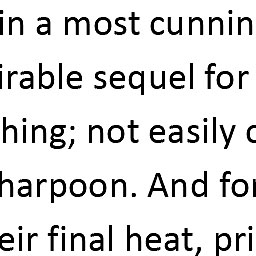 in a most cunnin
irable sequel for
hing; not easily
harpoon. And for
eir final heat, pri